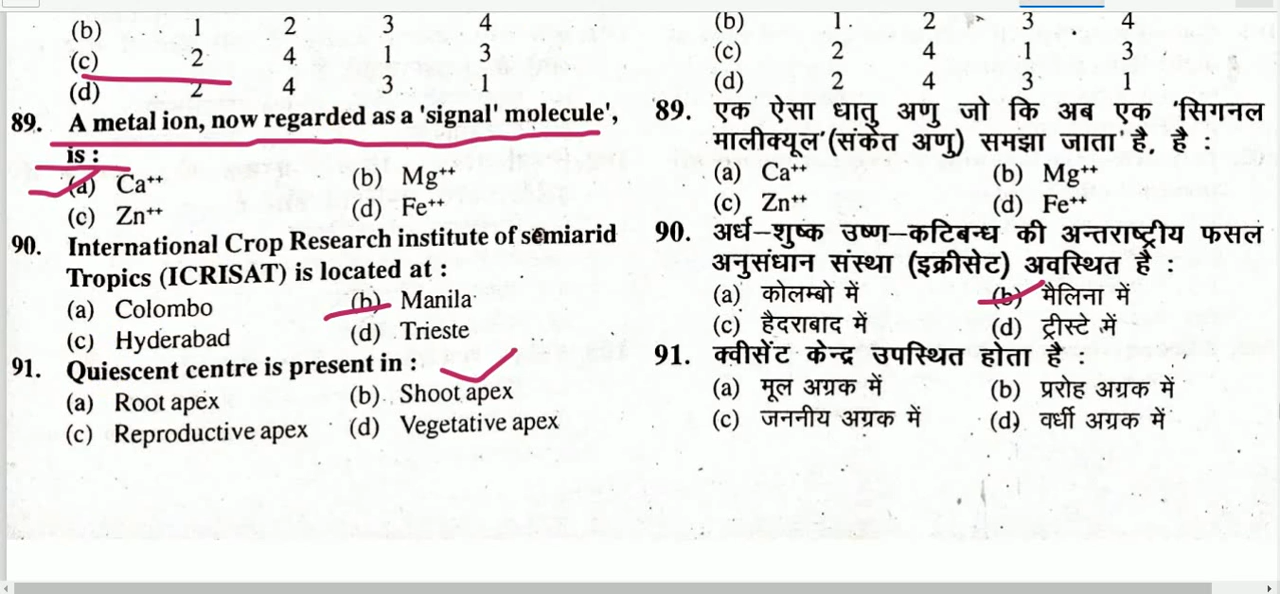 (b) 1 2 3 4
(c) 2 4 1 3
(d) 2 4 3 1
89. A metal ion, now regarded as a 'signal' molecule',
is :
(a) Ca⁺⁺ (b) Mg⁺⁺
(c) Zn⁺⁺ (d) Fe⁺⁺
90. International Crop Research institute of semiarid
Tropics (ICRISAT) is located at :
(a) Colombo (b) Manila
(c) Hyderabad (d) Trieste
91. Quiescent centre is present in :
(a) Root apex (b) Shoot apex
(c) Reproductive apex (d) Vegetative apex
(b) 1 2 3 4
(c) 2 4 1 3
(d) 2 4 3 1
89. एक ऐसा धातु अणु जो कि अब एक 'सिगनल
मालीक्यूल' (संकेत अणु) समझा जाता है, है :
(a) Ca⁺⁺ (b) Mg⁺⁺
(c) Zn⁺⁺ (d) Fe⁺⁺
90. अर्ध-शुष्क उष्ण-कटिबन्ध की अन्तराष्ट्रीय फसल
अनुसंधान संस्था (इक्रीसेट) अवस्थित है :
(a) कोलम्बो में (b) मैलिना में
(c) हैदराबाद में (d) ट्रीस्टे में
91. क्वीसेंट केन्द्र उपस्थित होता है :
(a) मूल अग्रक में (b) प्ररोह अग्रक में
(c) जननीय अग्रक में (d) वर्धी अग्रक में